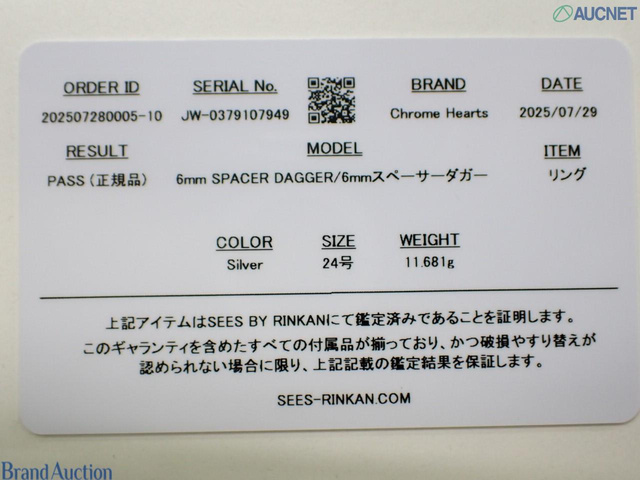 AUCNET
ORDER ID
202507280005-10
SERIAL No.
JW-0379107949
BRAND
Chrome Hearts
DATE
2025/07/29
RESULT
PASS（正規品）
MODEL
6mm SPACER DAGGER/6mmスペーサーダガー
ITEM
リング
COLOR
Silver
SIZE
24号
WEIGHT
11.681g
上記アイテムはSEES BY RINKANにて鑑定済みであることを証明します。
このギャランティを含めたすべての付属品が揃っており、かつ破損やすり替えが
認められない場合に限り、上記記載の鑑定結果を保証します。
SEES-RINKAN.COM
Brand Auction